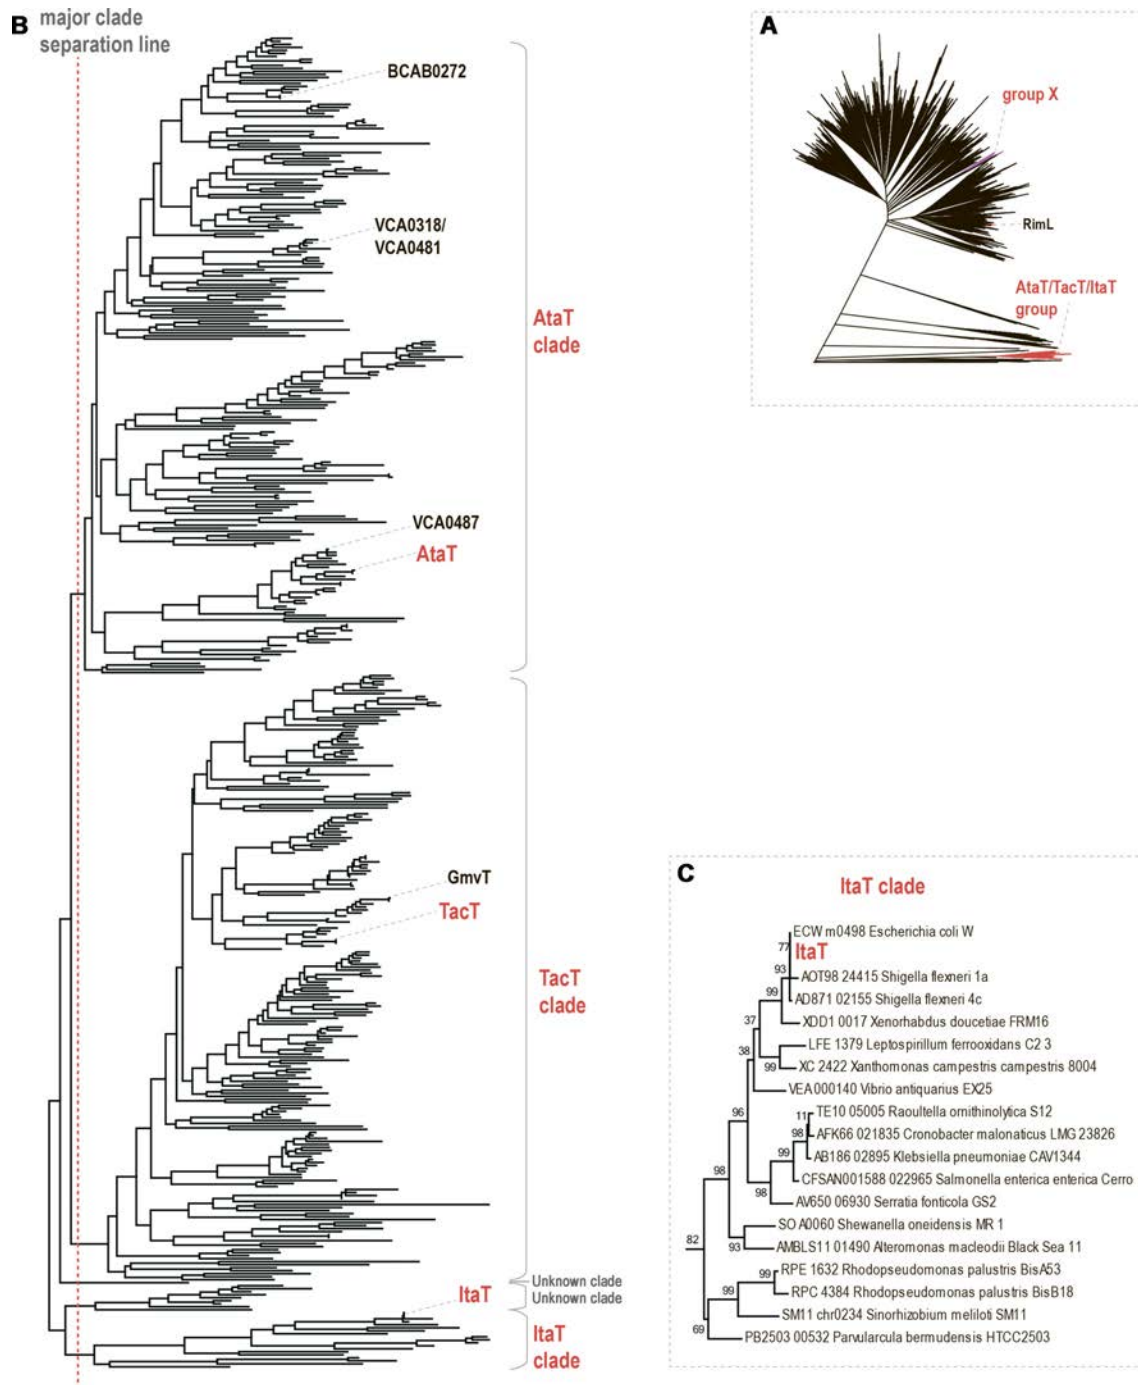 B
major clade
separation line
BCAB0272
VCA0318/
VCA0481
AtaT
clade
VCA0487
AtaT
GmvT
TacT
TacT
clade
Unknown clade
Unknown clade
ItaT
ItaT
clade
A
group X
RimL
AtaT/TacT/ItaT
group
C
ItaT clade
ECW m0498 Escherichia coli W
77
ItaT
93
AOT98 24415 Shigella flexneri 1a
99
AD871 02155 Shigella flexneri 4c
37
XDD1 0017 Xenorhabdus doucetiae FRM16
LFE 1379 Leptospirillum ferrooxidans C2 3
38
99
XC 2422 Xanthomonas campestris campestris 8004
VEA000140 Vibrio antiquarius EX25
96
11
TE10 05005 Raoultella ornithinolytica S12
98
AFK66 021835 Cronobacter malonaticus LMG 23826
99
AB186 02895 Klebsiella pneumoniae CAV1344
98
CFSAN001588 022965 Salmonella enterica enterica Cerro
98
AV650 06930 Serratia fonticola GS2
SO A0060 Shewanella oneidensis MR 1
82
93
AMBLS11 01490 Alteromonas macleodii Black Sea 11
99
RPE 1632 Rhodopseudomonas palustris BisA53
99
RPC 4384 Rhodopseudomonas palustris BisB18
SM11 chr0234 Sinorhizobium meliloti SM11
69
PB2503 00532 Parvularcula bermudensis HTCC2503